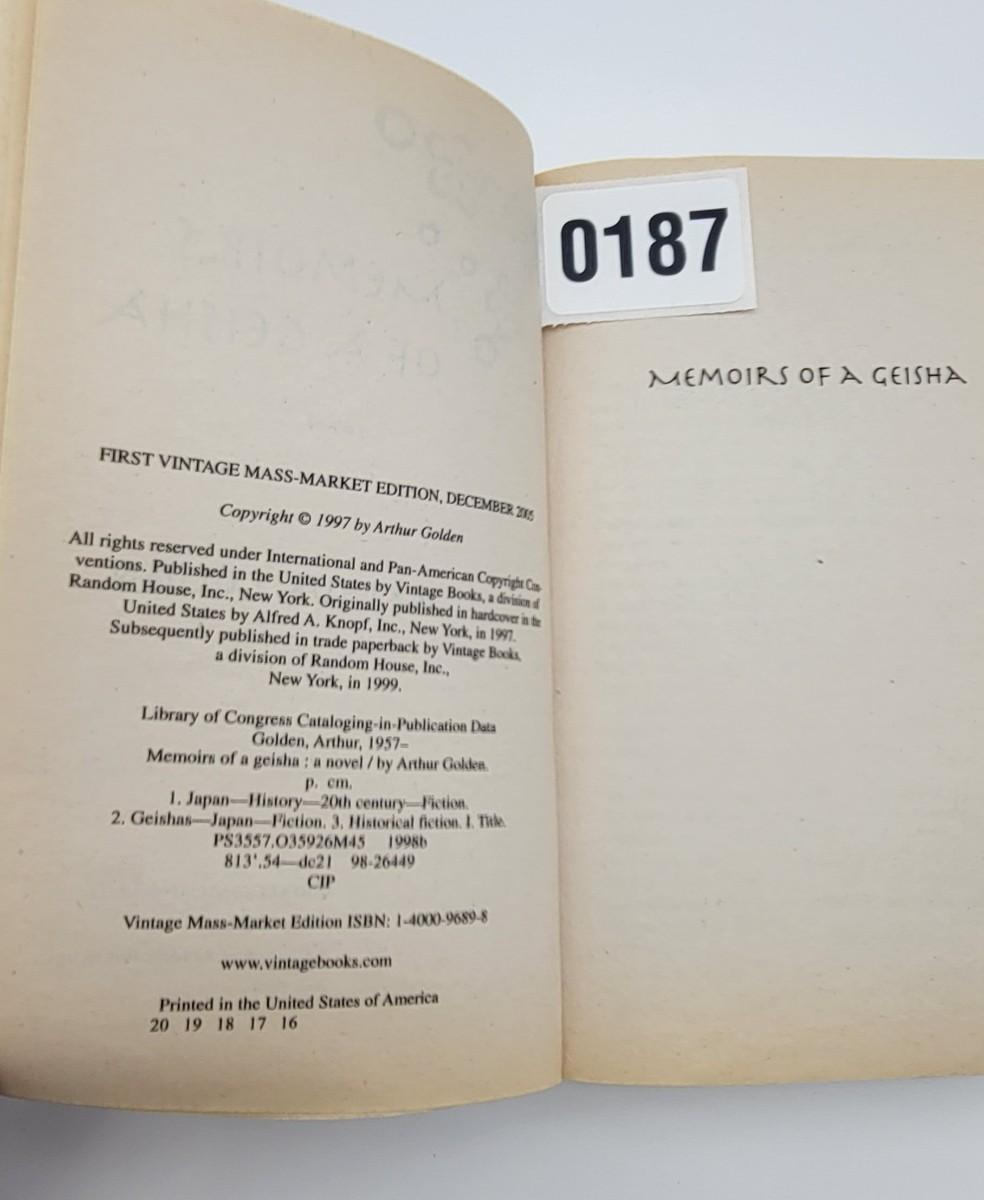 FIRST VINTAGE MASS-MARKET EDITION, DECEMBER 2005
Copyright © 1997 by Arthur Golden
All rights reserved under International and Pan-American Copyright Con-
ventions. Published in the United States by Vintage Books, a division of
Random House, Inc., New York. Originally published in hardcover in the
United States by Alfred A. Knopf, Inc., New York, in 1997.
Subsequently published in trade paperback by Vintage Books,
a division of Random House, Inc.,
New York, in 1999.
Library of Congress Cataloging-in-Publication Data
Golden, Arthur, 1957–
Memoirs of a geisha : a novel / by Arthur Golden.
p. cm.
1. Japan—History—20th century—Fiction.
2. Geishas—Japan—Fiction. 3. Historical fiction. I. Title.
PS3557.O35926M45 1998b
813'.54—dc21 98-26449
CIP
Vintage Mass-Market Edition ISBN: 1-4000-9689-8
www.vintagebooks.com
Printed in the United States of America
20 19 18 17 16
0187
MEMOIRS OF A GEISHA